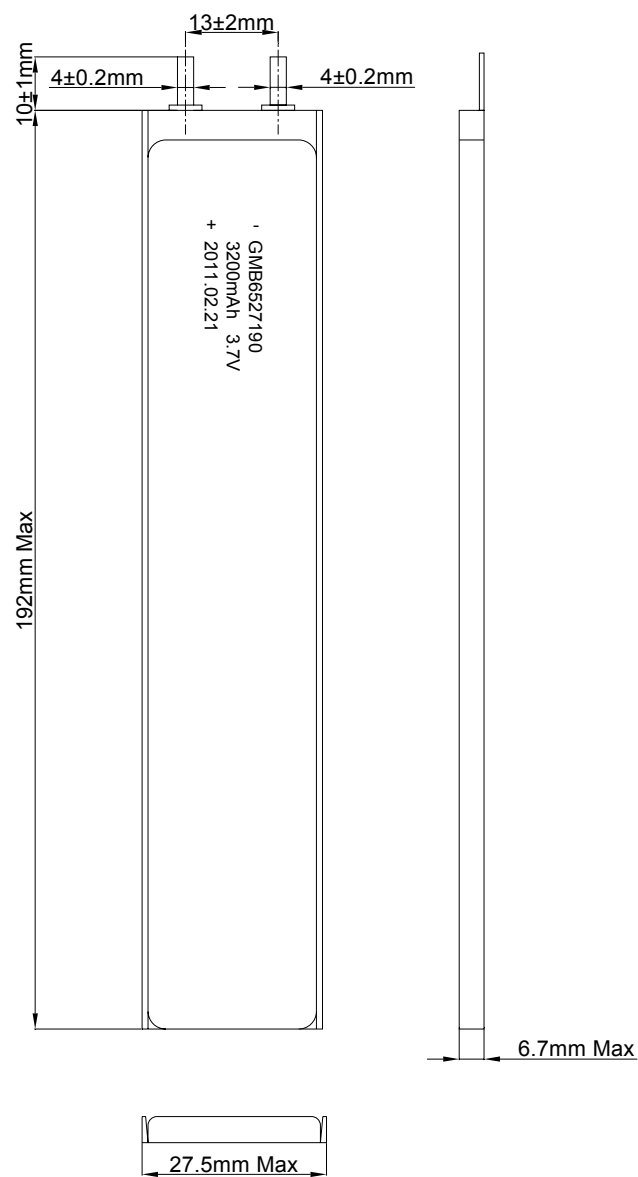 13±2mm
10±1mm
4±0.2mm
4±0.2mm
- GMB6527190
3200mAh 3.7V
+ 2011.02.21
192mm Max
6.7mm Max
27.5mm Max